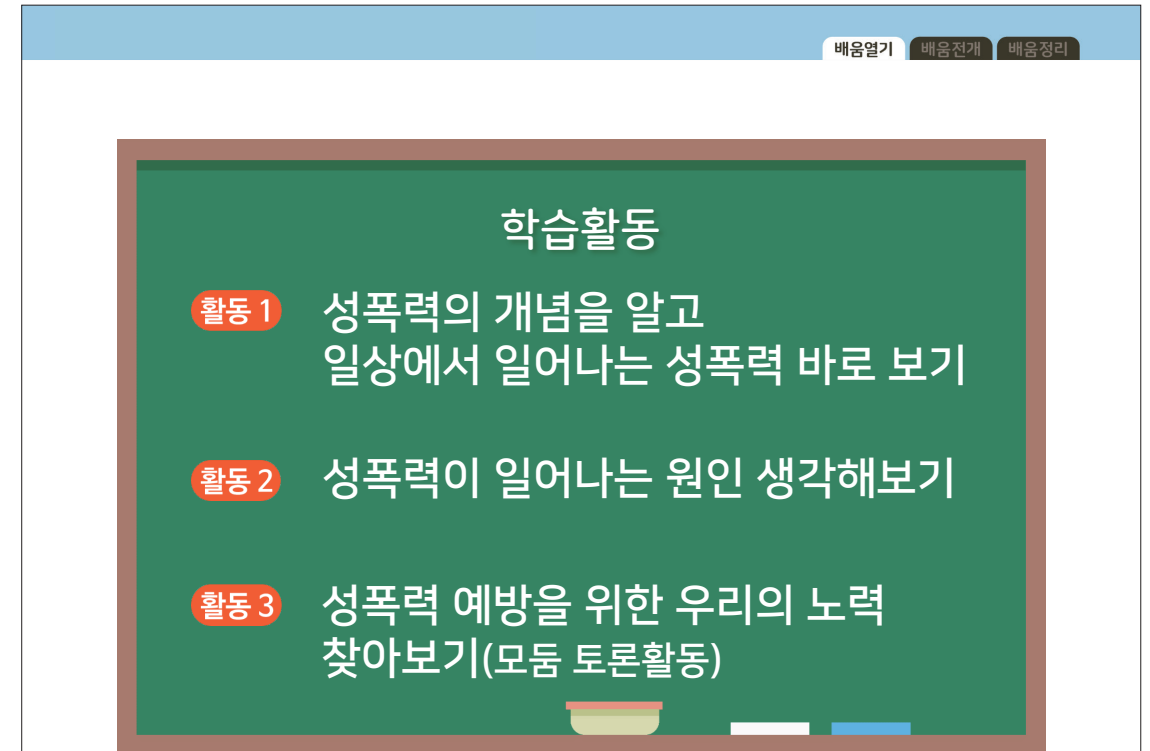 배움열기 배움전개 배움정리
학습활동
활동 1 성폭력의 개념을 알고
일상에서 일어나는 성폭력 바로 보기
활동 2 성폭력이 일어나는 원인 생각해보기
활동 3 성폭력 예방을 위한 우리의 노력
찾아보기(모둠 토론활동)